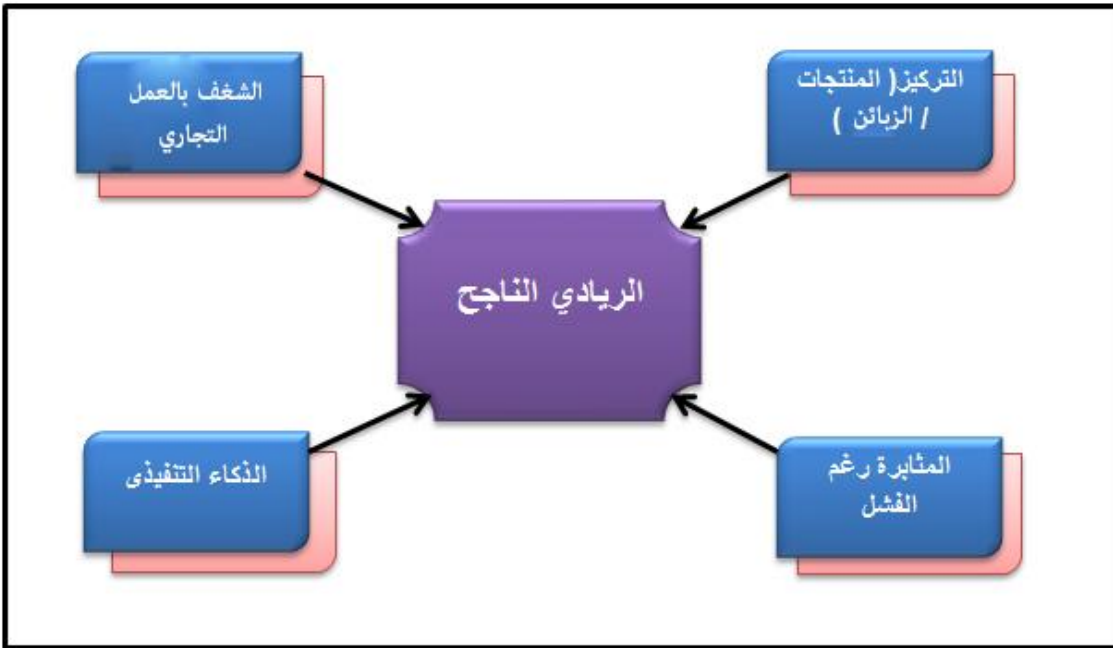 التركيز( المنتجات
/ الزبائن )
الشغف بالعمل
التجاري
الريادي الناجح
المثابرة رغم
الفشل
الذكاء التنفيذى